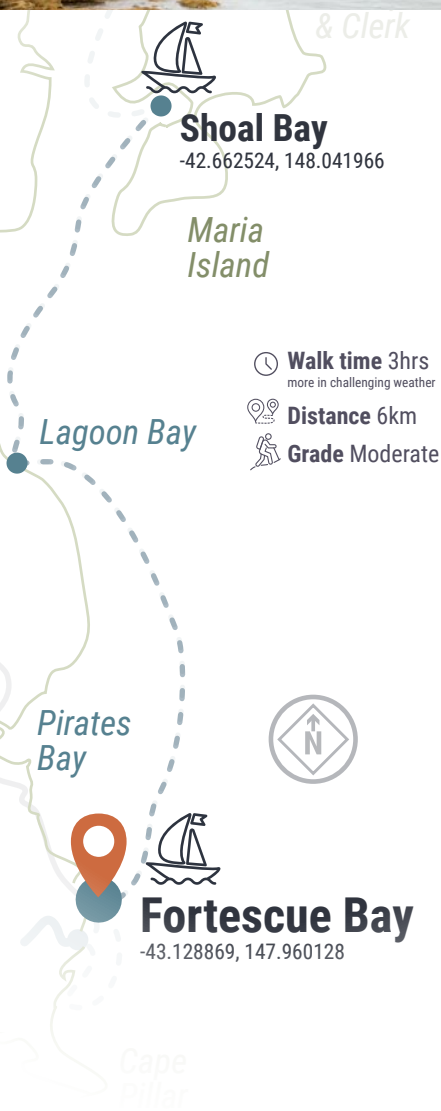 & Clerk
Shoal Bay
-42.662524, 148.041966
Maria
Island
Walk time 3hrs
more in challenging weather
Distance 6km
Grade Moderate
Lagoon Bay
Pirates
Bay
N
Fortescue Bay
-43.128869, 147.960128
Cape
Pillar